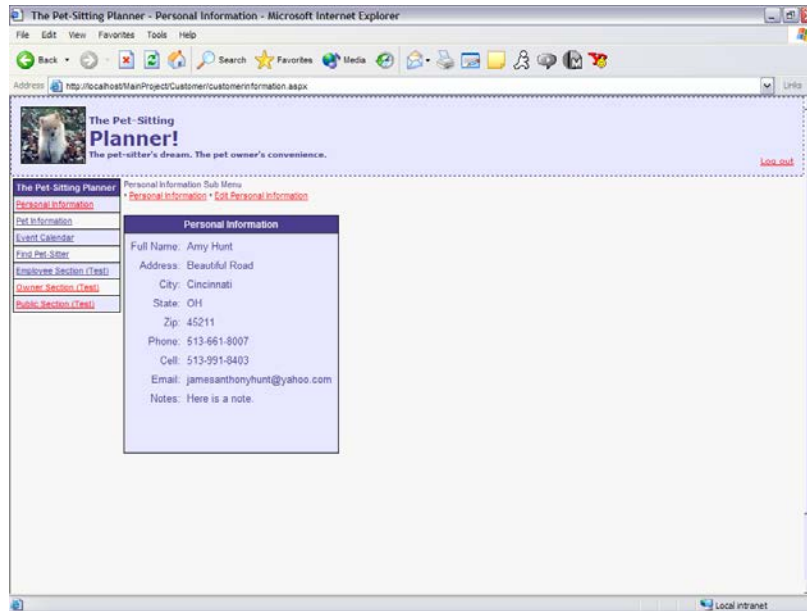 The Pet-Sitting Planner - Personal Information - Microsoft Internet Explorer
File Edit View Favorites Tools Help
Back Search Favorites Media
Address http://localhost/MainProject/Customer/customerinformation.aspx Links
The Pet-Sitting
Planner!
The pet-sitter's dream. The pet owner's convenience.
Log out
The Pet-Sitting Planner
Personal Information
Pet Information
Event Calendar
Find Pet-Sitter
Employee Section (Test)
Owner Section (Test)
Public Section (Test)
Personal Information Sub Menu
• Personal Information • Edit Personal Information
Personal Information
Full Name: Amy Hunt
Address: Beautiful Road
City: Cincinnati
State: OH
Zip: 45211
Phone: 513-661-8007
Cell: 513-991-8403
Email: jamesanthonyhunt@yahoo.com
Notes: Here is a note.
Local intranet